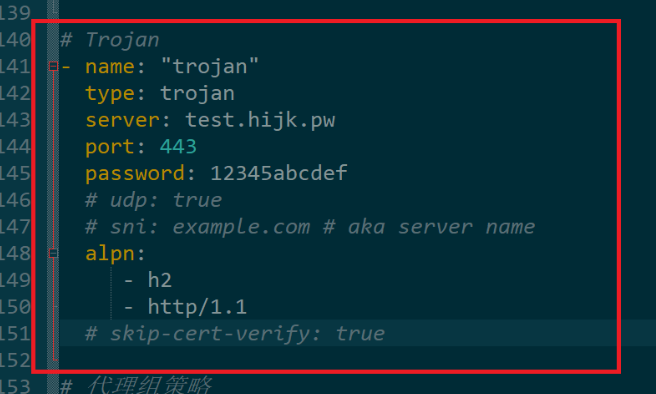 139
140 # Trojan
141 - name: "trojan"
142 type: trojan
143 server: test.hijk.pw
144 port: 443
145 password: 12345abcdef
146 # udp: true
147 # sni: example.com # aka server name
148 alpn:
149 - h2
150 - http/1.1
151 # skip-cert-verify: true
152
153 # 代理组策略